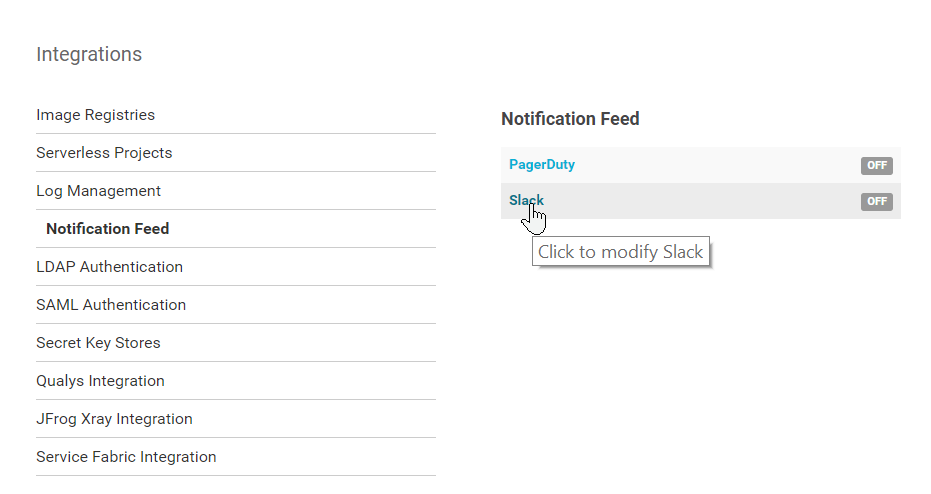 Integrations
Image Registries
Serverless Projects
Log Management
Notification Feed
LDAP Authentication
SAML Authentication
Secret Key Stores
Qualys Integration
JFrog Xray Integration
Service Fabric Integration
Notification Feed
PagerDuty OFF
Slack OFF
Click to modify Slack